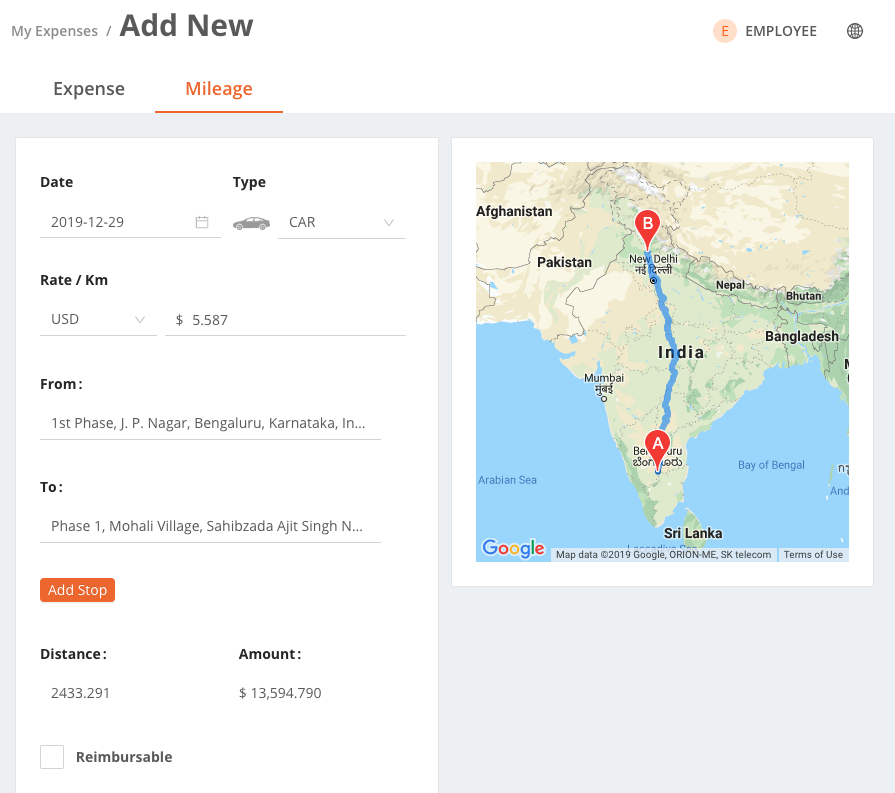 My Expenses / Add New
E EMPLOYEE
Expense Mileage
Date Type
2019-12-29 CAR
Rate / Km
USD $ 5.587
From:
1st Phase, J. P. Nagar, Bengaluru, Karnataka, In...
To:
Phase 1, Mohali Village, Sahibzada Ajit Singh N...
Add Stop
Distance: Amount:
2433.291 $ 13,594.790
Reimbursable
Afghanistan
B
Pakistan
New Delhi
नई दिल्ली
Nepal
Bhutan
Bangladesh
India
Mumbai
मुंबई
A
Bay of Bengal
Arabian Sea
And
Sri Lanka
Google
Map data ©2019 Google, ORION-ME, SK telecom Terms of Use